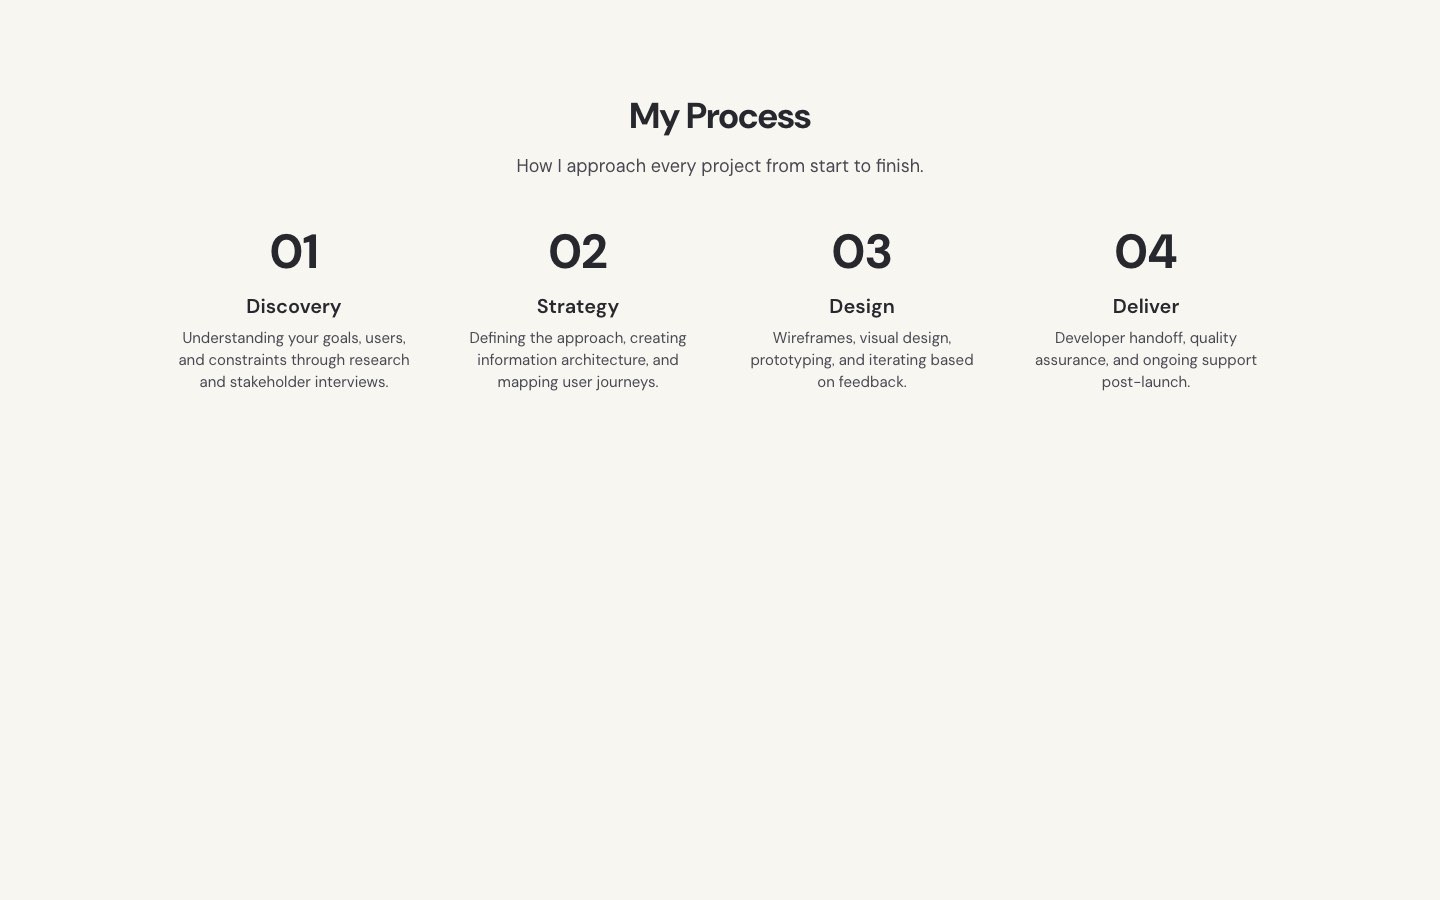 My Process
How I approach every project from start to finish.
01
Discovery
Understanding your goals, users,
and constraints through research
and stakeholder interviews.
02
Strategy
Defining the approach, creating
information architecture, and
mapping user journeys.
03
Design
Wireframes, visual design,
prototyping, and iterating based
on feedback.
04
Deliver
Developer handoff, quality
assurance, and ongoing support
post-launch.